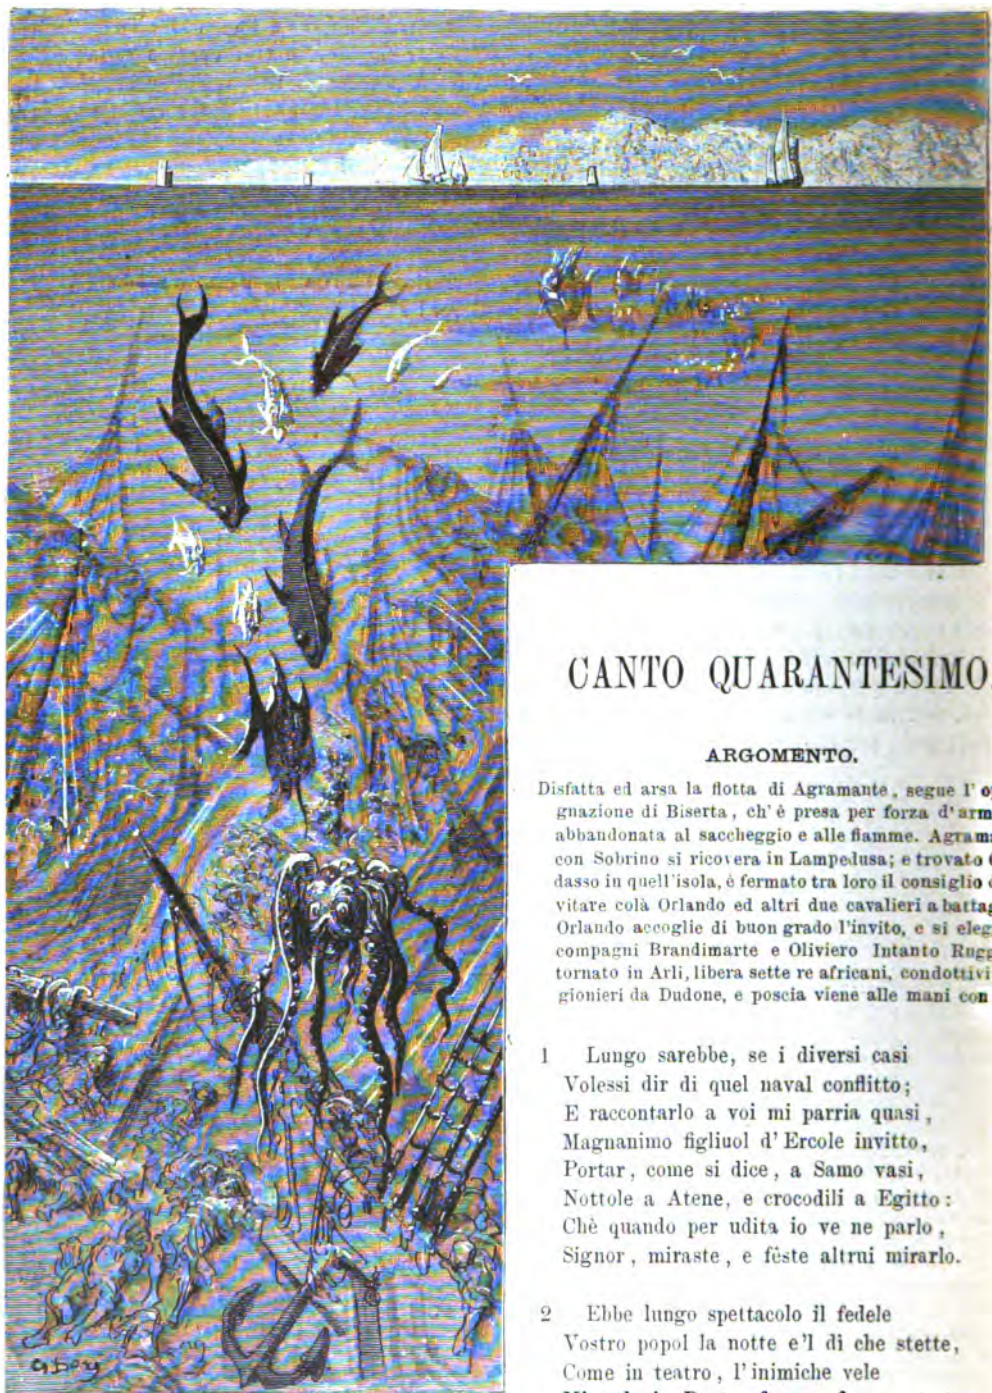 CANTO QUARANTESIMO.
ARGOMENTO.
Disfatta ed arsa la flotta di Agramante, segue l'
gnazione di Biserta, ch'è presa per forza d'
abbandonata al saccheggio e alle fiamme.
con Sobrino si ricovera in Lampedusa; e trovato
dasso in quell'isola, è fermato tra loro il consiglio
vitare colà Orlando ed altri due cavalieri a
Orlando accoglie di buon grado l'invito, e si
compagni Brandimarte e Oliviero Intanto
tornato in Arli, libera sette re africani, condottivi
gionieri da Dudone, e poscia viene alle mani con
1 Lungo sarebbe, se i diversi casi
Volessi dir di quel naval conflitto;
E raccontarlo a voi mi parria quasi,
Magnanimo figliuol d'Ercole invitto,
Portar, come si dice, a Samo vasi,
Nottole a Atene, e crocodili a Egitto:
Chè quando per udita io ve ne parlo,
Signor, miraste, e fêste altrui mirarlo.
2 Ebbe lungo spettacolo il fedele
Vostro popol la notte e 'l dì che stette,
Come in teatro, l'inimiche vele